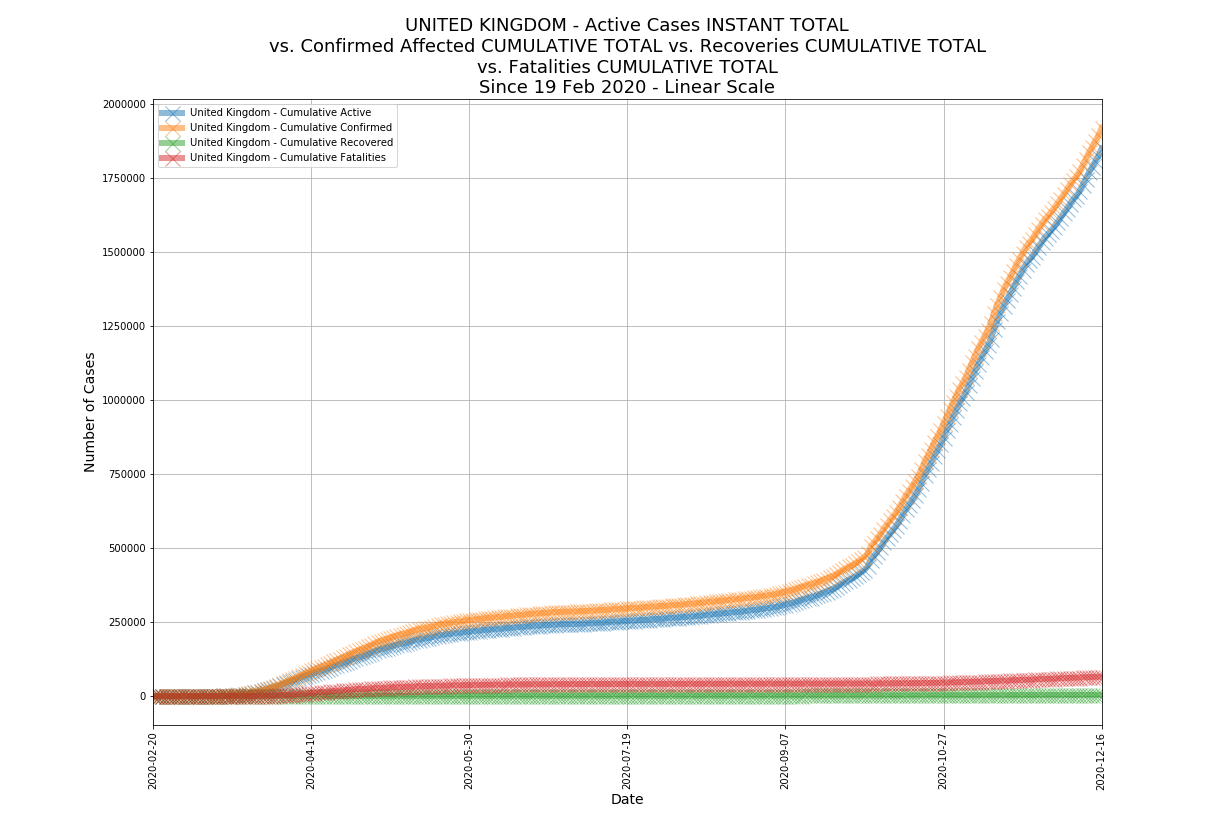 UNITED KINGDOM - Active Cases INSTANT TOTAL
vs. Confirmed Affected CUMULATIVE TOTAL vs. Recoveries CUMULATIVE TOTAL
vs. Fatalities CUMULATIVE TOTAL
Since 19 Feb 2020 - Linear Scale
United Kingdom - Cumulative Active
United Kingdom - Cumulative Confirmed
United Kingdom - Cumulative Recovered
United Kingdom - Cumulative Fatalities
Number of Cases
2000000
1750000
1500000
1250000
1000000
750000
500000
250000
0
2020-02-20
2020-04-10
2020-05-30
2020-07-19
2020-09-07
2020-10-27
2020-12-16
Date